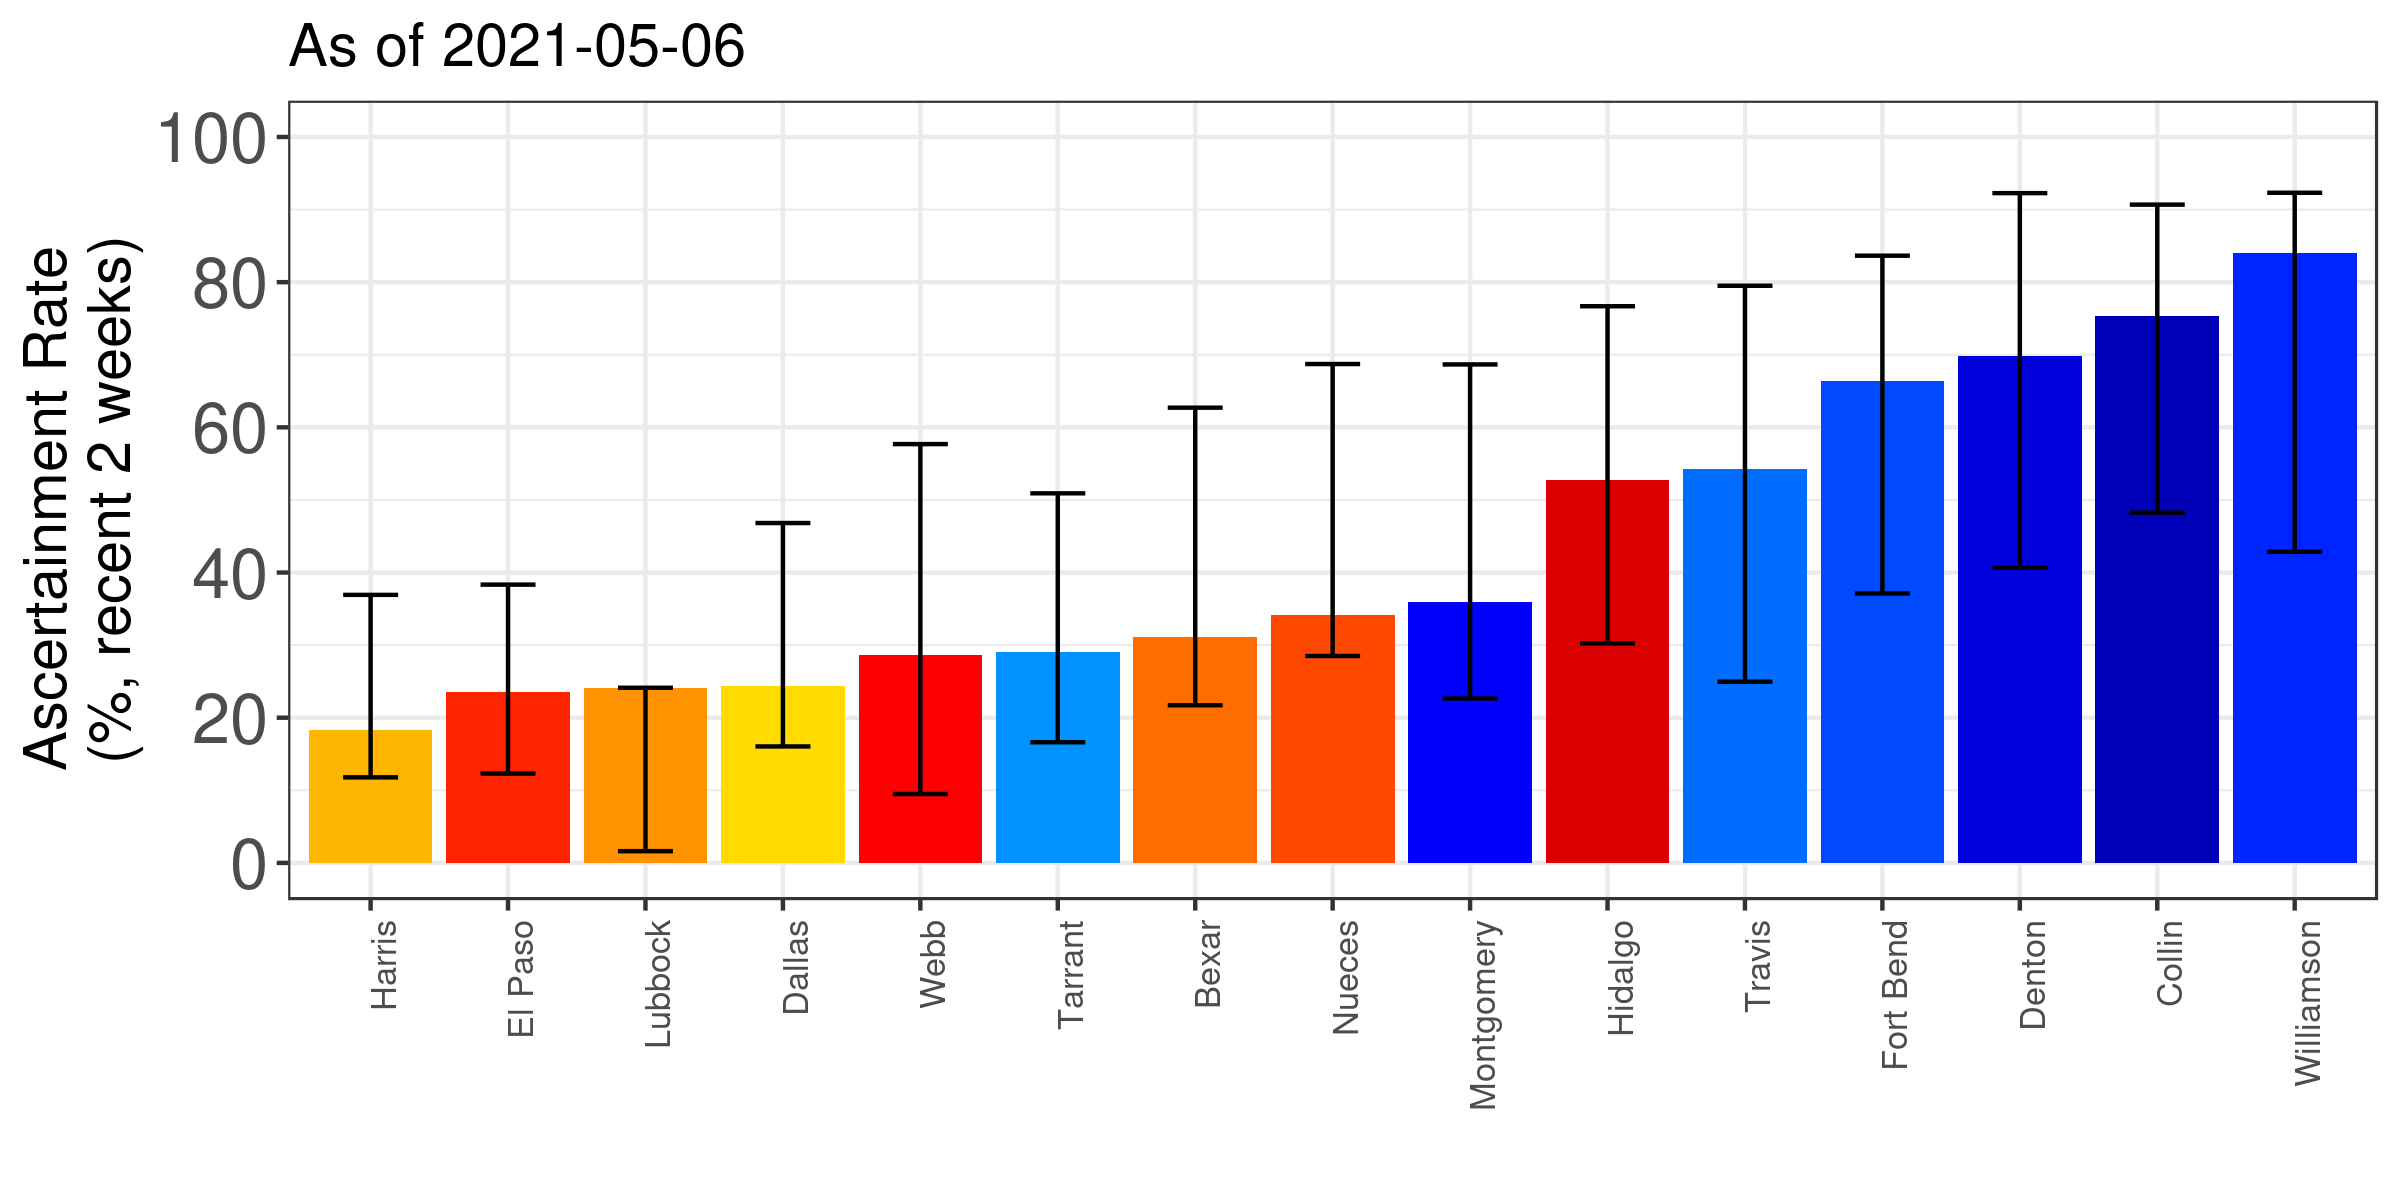 As of 2021-05-06
Ascertainment Rate
(%, recent 2 weeks)
100
80
60
40
20
0
Harris
El Paso
Lubbock
Dallas
Webb
Tarrant
Bexar
Nueces
Montgomery
Hidalgo
Travis
Fort Bend
Denton
Collin
Williamson